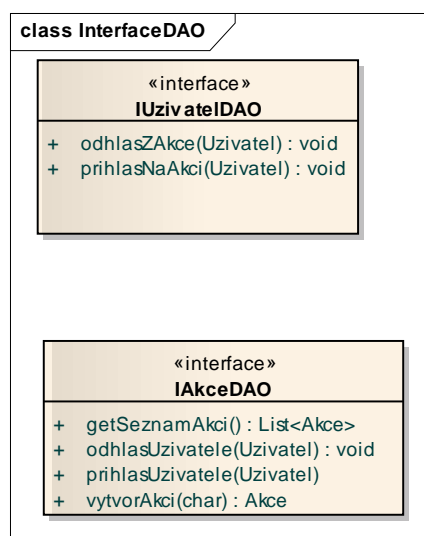 class InterfaceDAO
«interface»
IUzivatelDAO
+ odhlasZAkce(Uzivatel) : void
+ prihlasNaAkci(Uzivatel) : void
«interface»
IAkceDAO
+ getSeznamAkci() : List<Akce>
+ odhlasUzivatele(Uzivatel) : void
+ prihlasUzivatele(Uzivatel)
+ vytvorAkci(char) : Akce